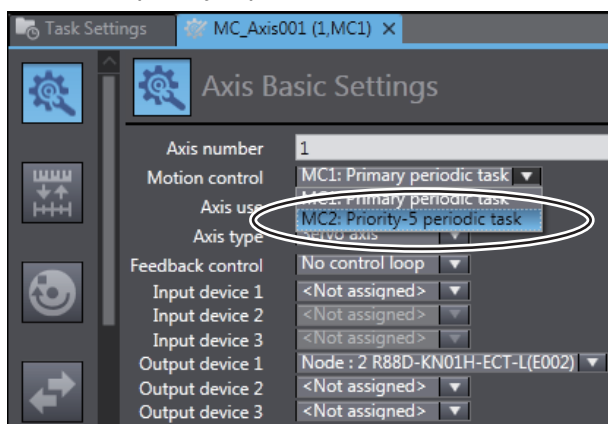 Task Settings MC_Axis001 (1,MC1) ×
Axis Basic Settings
Axis number 1
Motion control MC1: Primary periodic task
MC1: Primary periodic task
Axis use MC2: Priority-5 periodic task
Axis type Servo axis
Feedback control No control loop
Input device 1 <Not assigned>
Input device 2 <Not assigned>
Input device 3 <Not assigned>
Output device 1 Node : 2 R88D-KN01H-ECT-L(E002)
Output device 2 <Not assigned>
Output device 3 <Not assigned>